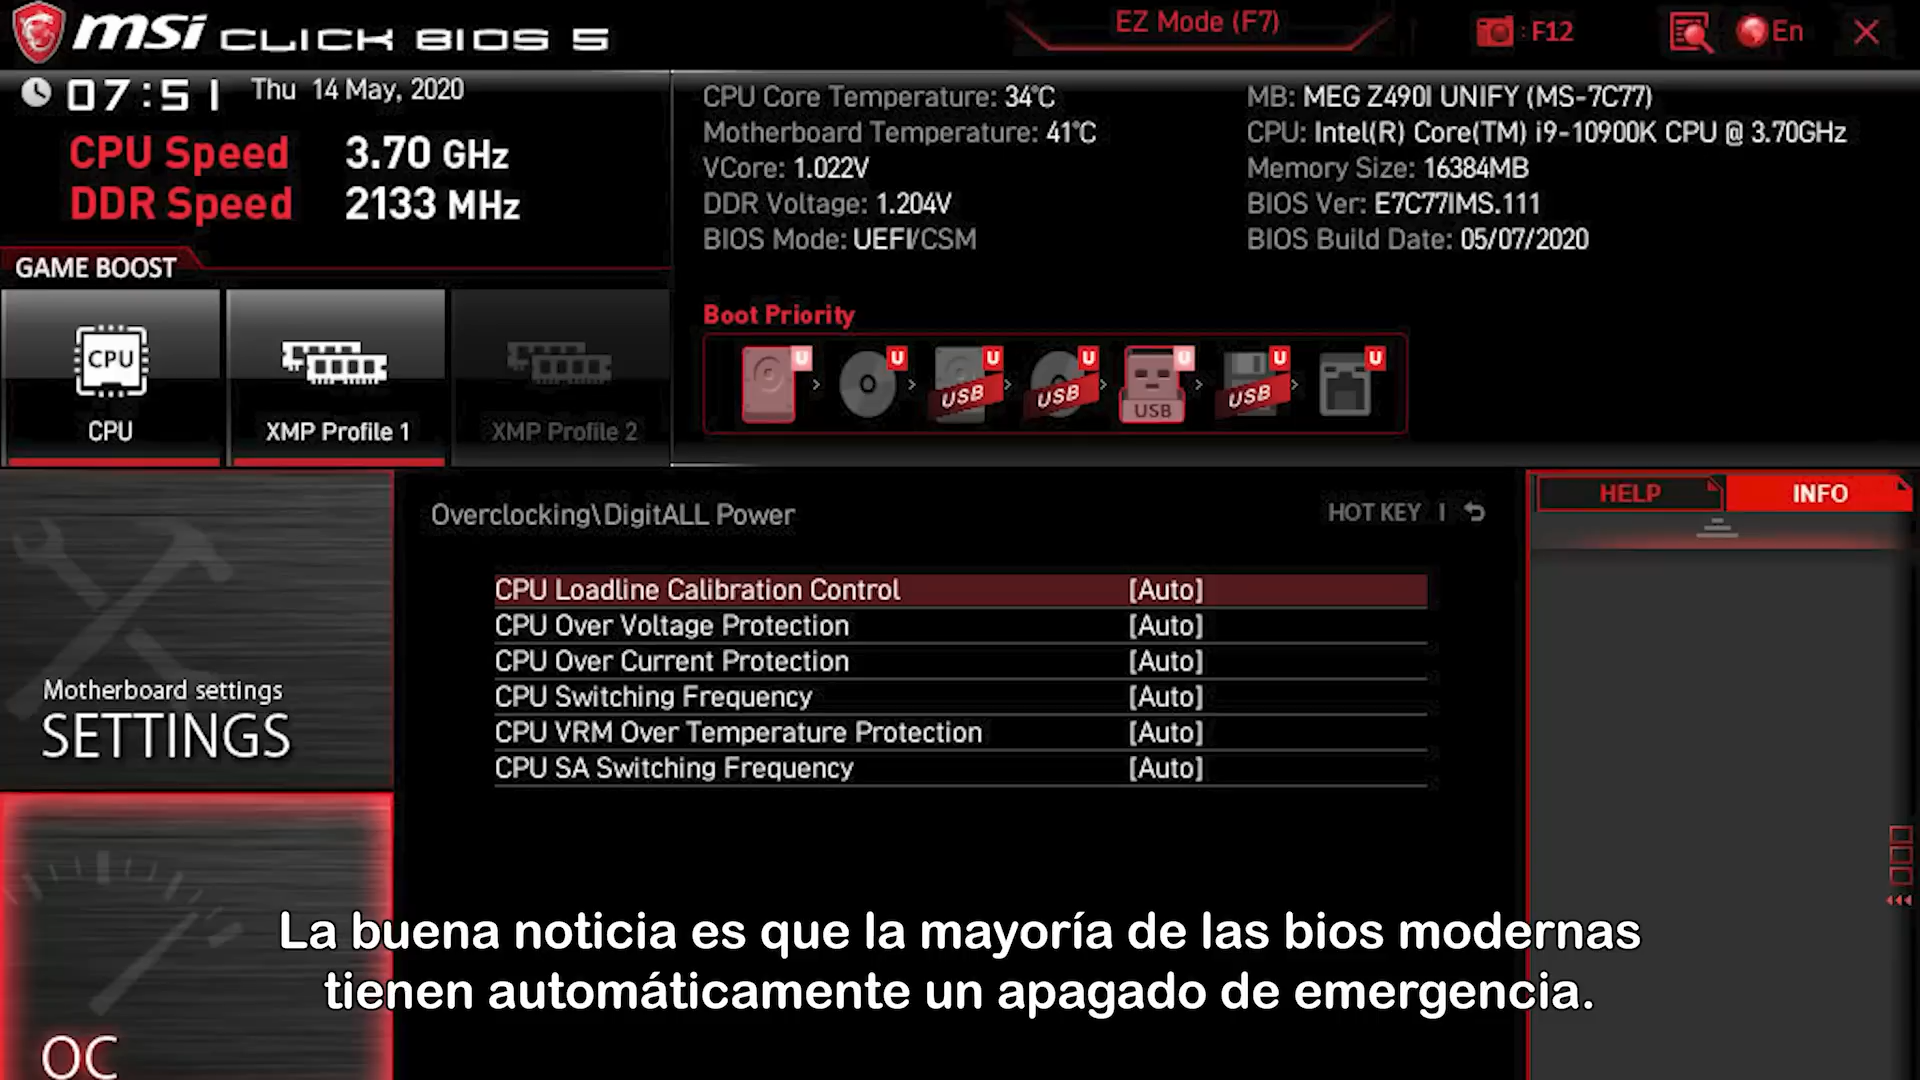 msi CLICK BIOS 5
EZ Mode (F7)
: F12
En
07:51
Thu 14 May, 2020
CPU Speed 3.70 GHz
DDR Speed 2133 MHz
CPU Core Temperature: 34°C
Motherboard Temperature: 41°C
VCore: 1.022V
DDR Voltage: 1.204V
BIOS Mode: UEFI/CSM
MB: MEG Z490I UNIFY (MS-7C77)
CPU: Intel(R) Core(TM) i9-10900K CPU @ 3.70GHz
Memory Size: 16384MB
BIOS Ver: E7C77IMS.111
BIOS Build Date: 05/07/2020
GAME BOOST
CPU
CPU
XMP Profile 1
XMP Profile 2
Boot Priority
U U U U U U U
USB USB USB USB
Overclocking\DigitALL Power
HOT KEY |
HELP
INFO
CPU Loadline Calibration Control [Auto]
CPU Over Voltage Protection [Auto]
CPU Over Current Protection [Auto]
CPU Switching Frequency [Auto]
CPU VRM Over Temperature Protection [Auto]
CPU SA Switching Frequency [Auto]
Motherboard settings
SETTINGS
OC
La buena noticia es que la mayoría de las bios modernas
tienen automáticamente un apagado de emergencia.